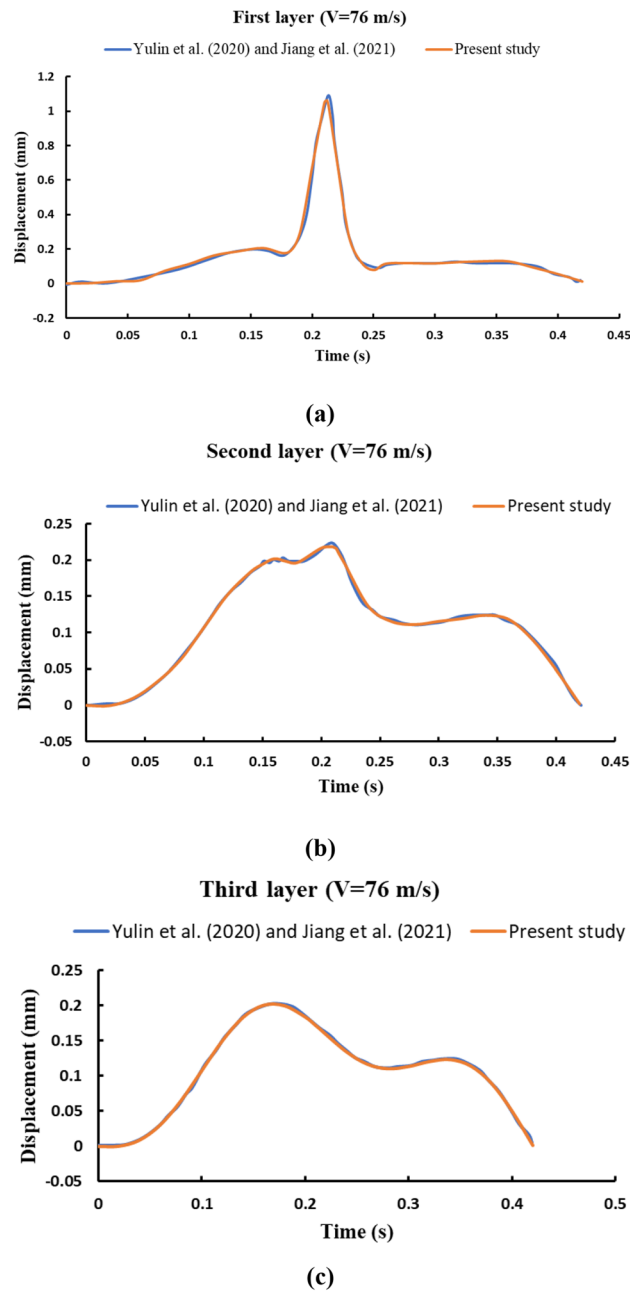 First layer (V=76 m/s)
Yulin et al. (2020) and Jiang et al. (2021) Present study
1.2
1
0.8
0.6
0.4
0.2
0
-0.2
Displacement (mm)
0 0.05 0.1 0.15 0.2 0.25 0.3 0.35 0.4 0.45
Time (s)
(a)
Second layer (V=76 m/s)
Yulin et al. (2020) and Jiang et al. (2021) Present study
0.25
0.2
0.15
0.1
0.05
0
-0.05
Displacement (mm)
0 0.05 0.1 0.15 0.2 0.25 0.3 0.35 0.4 0.45
Time (s)
(b)
Third layer (V=76 m/s)
Yulin et al. (2020) and Jiang et al. (2021) Present study
0.25
0.2
0.15
0.1
0.05
0
-0.05
Displacement (mm)
0 0.1 0.2 0.3 0.4 0.5
Time (s)
(c)